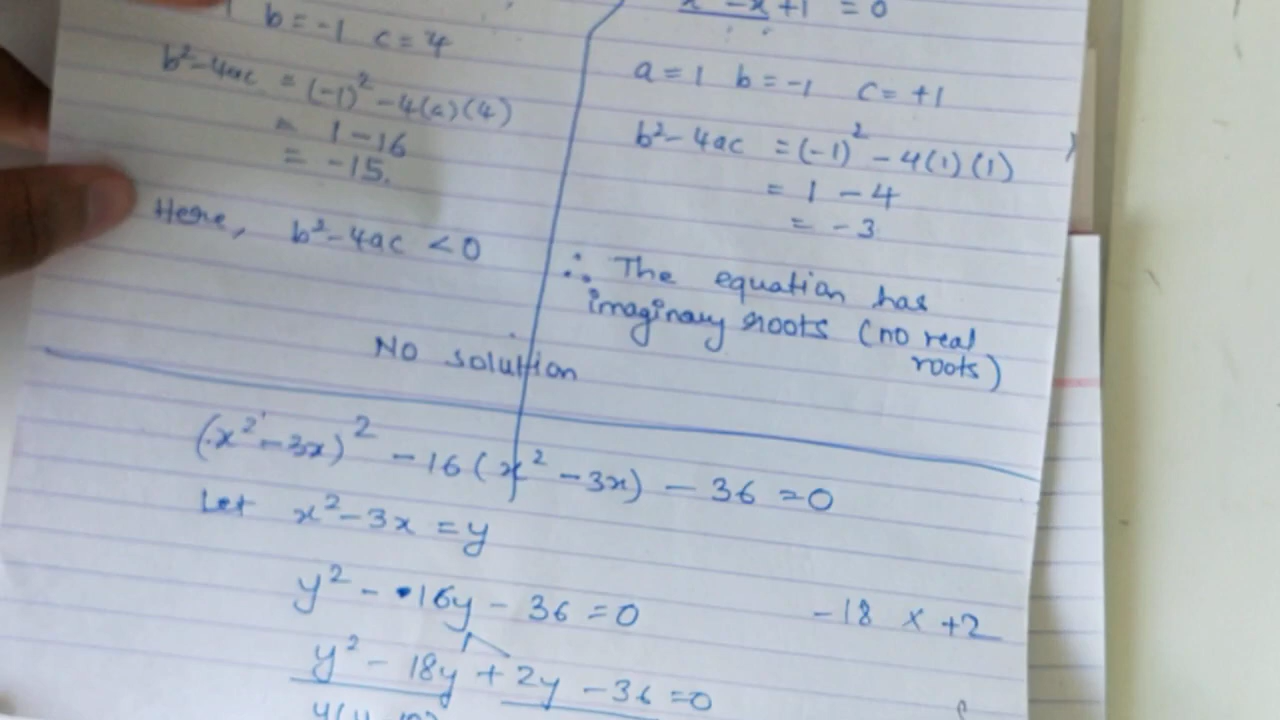 b = -1 c = 4
b² - 4ac = (-1)² - 4(a)(4)
= 1 - 16
= -15.
Here, b² - 4ac < 0
No solution
x² - x + 1 = 0
a = 1 b = -1 c = +1
b² - 4ac = (-1)² - 4(1)(1)
= 1 - 4
= -3
∴ The equation has
imaginary roots (no real
roots)
(x² - 3x)² - 16(x² - 3x) - 36 = 0
Let x² - 3x = y
y² - 16y - 36 = 0
-18 x +2
y² - 18y + 2y - 36 = 0